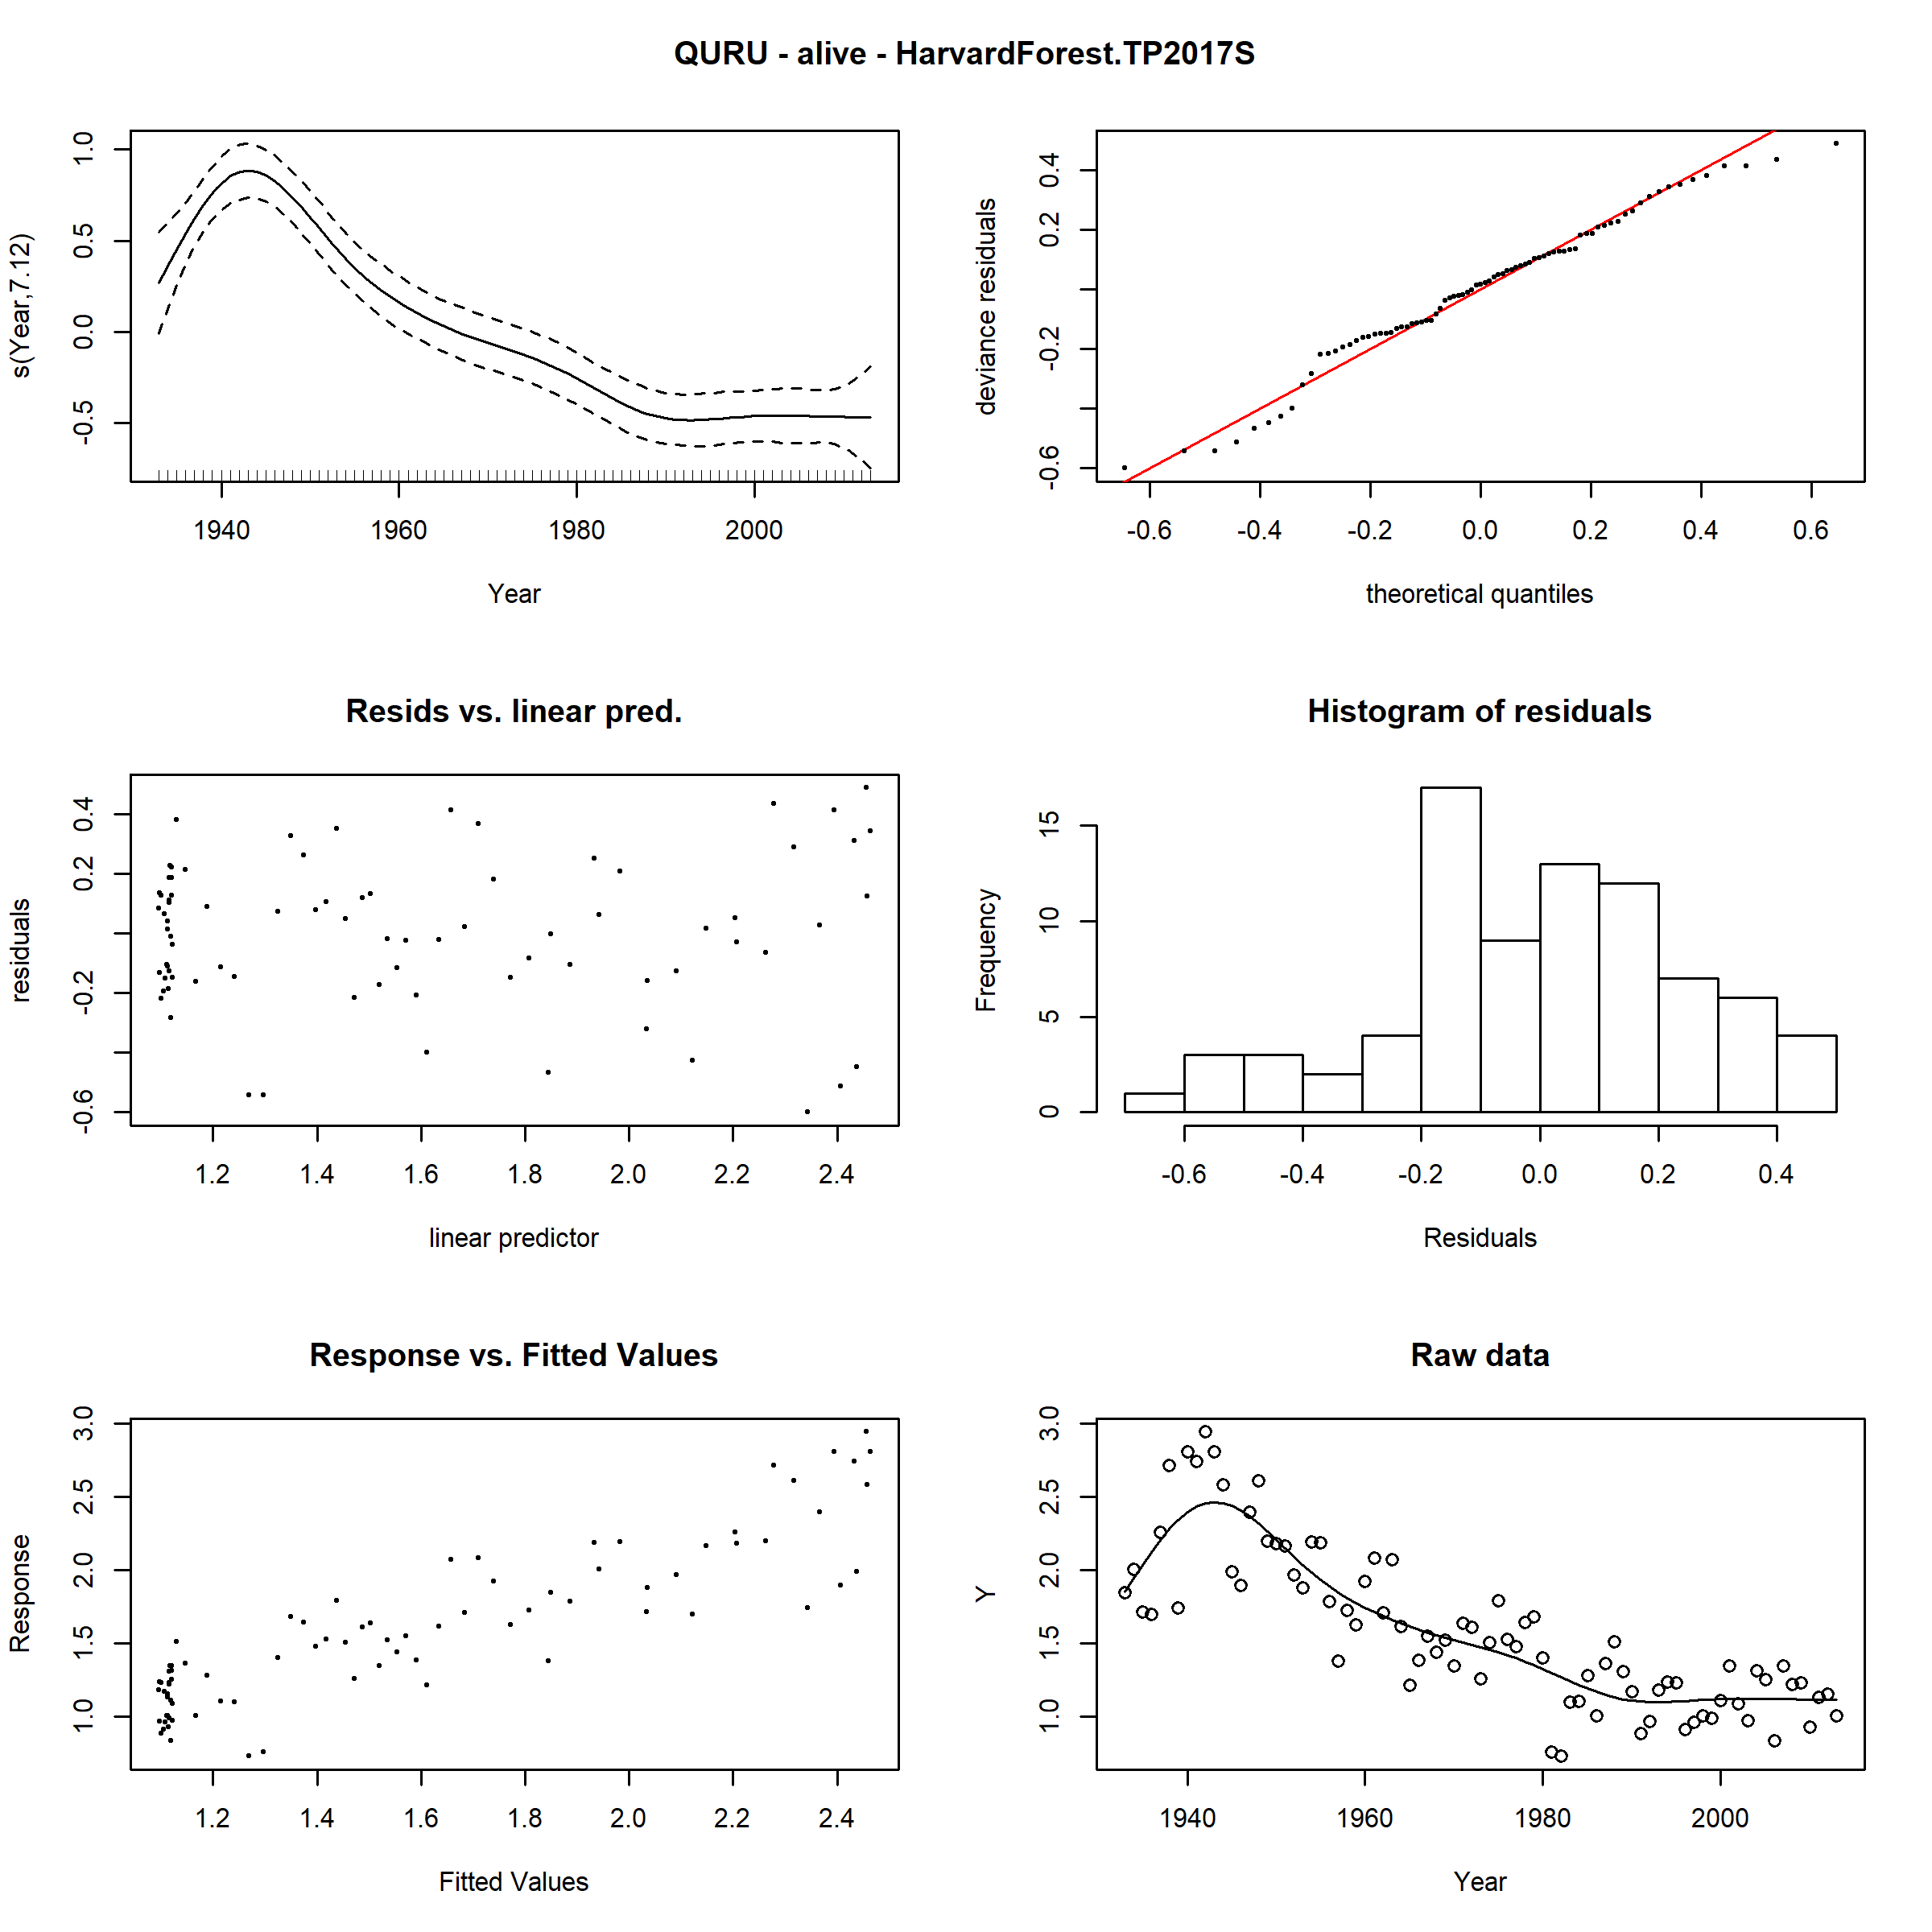 QURU - alive - HarvardForest.TP2017S
s(Year,7.12)
-0.5 0.0 0.5 1.0
1940 1960 1980 2000
Year
deviance residuals
-0.6 -0.2 0.2 0.4
-0.6 -0.4 -0.2 0.0 0.2 0.4 0.6
theoretical quantiles
Resids vs. linear pred.
residuals
-0.6 -0.2 0.2 0.4
1.2 1.4 1.6 1.8 2.0 2.2 2.4
linear predictor
Histogram of residuals
Frequency
0 5 10 15
-0.6 -0.4 -0.2 0.0 0.2 0.4
Residuals
Response vs. Fitted Values
Response
1.0 1.5 2.0 2.5 3.0
1.2 1.4 1.6 1.8 2.0 2.2 2.4
Fitted Values
Raw data
Y
1.0 1.5 2.0 2.5 3.0
1940 1960 1980 2000
Year